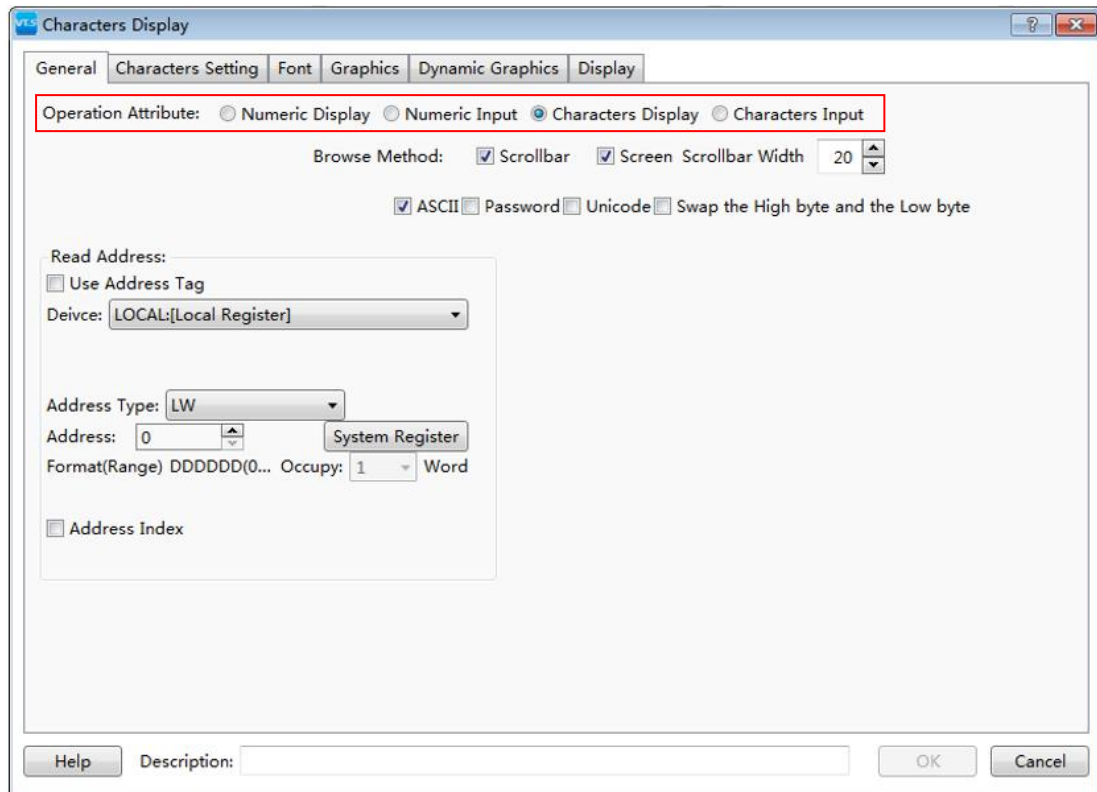 VT.S Characters Display
General Characters Setting Font Graphics Dynamic Graphics Display
Operation Attribute: Numeric Display Numeric Input Characters Display Characters Input
Browse Method: Scrollbar Screen Scrollbar Width 20
ASCII Password Unicode Swap the High byte and the Low byte
Read Address:
Use Address Tag
Deivce: LOCAL:[Local Register]
Address Type: LW
Address: 0 System Register
Format(Range) DDDDDD(0... Occupy: 1 Word
Address Index
Help Description: OK Cancel